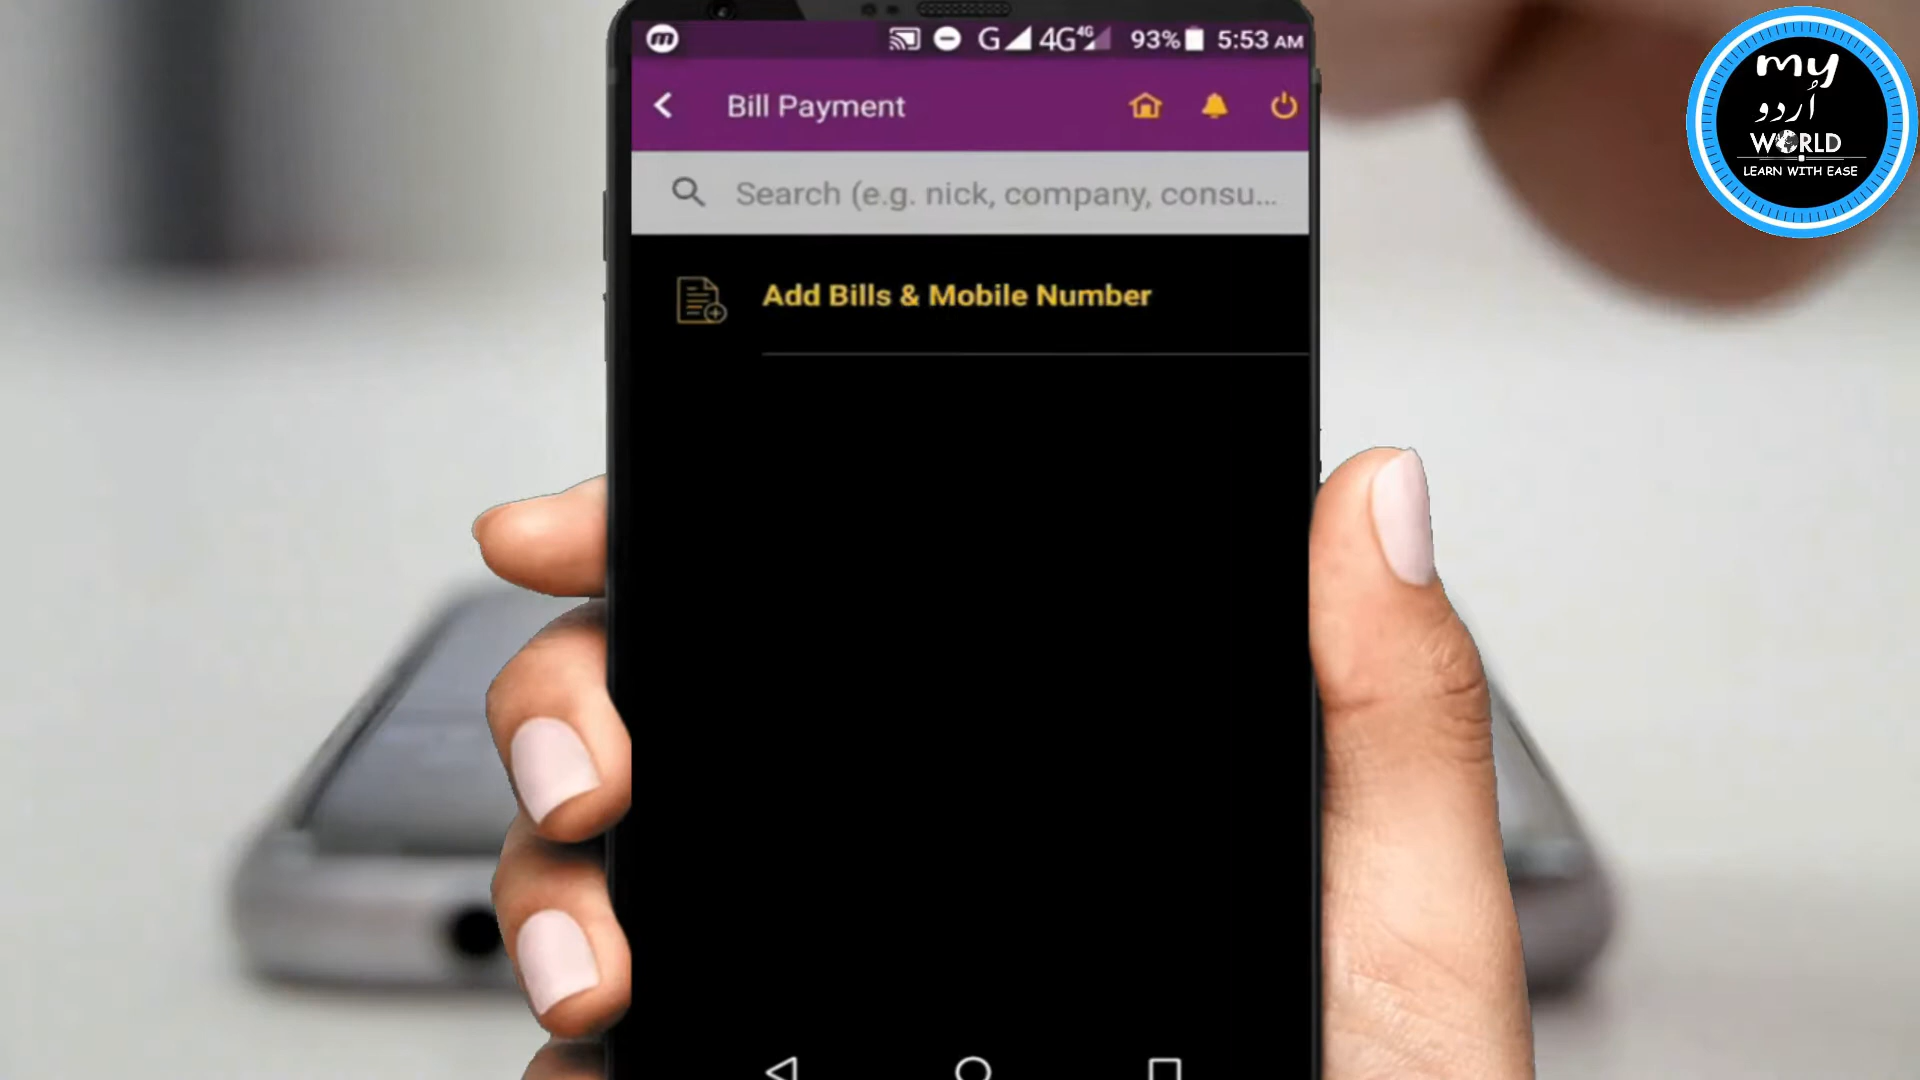 G 4G 4G 93% 5:53 AM
Bill Payment
Search (e.g. nick, company, consu...
Add Bills & Mobile Number
my
اُردو
WORLD
LEARN WITH EASE